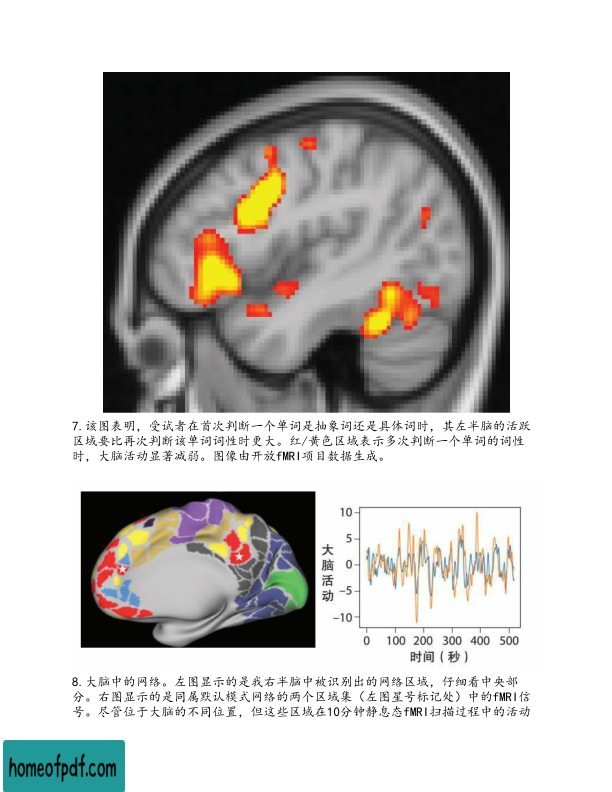 7.该图表明，受试者在首次判断一个单词是抽象词还是具体词时，其左半脑的活跃
区域要比再次判断该单词词性时更大。红/黄色区域表示多次判断一个单词的词性
时，大脑活动显著减弱。图像由开放fMRI项目数据生成。
大脑活动
10
5
0
−5
−10
0 100 200 300 400 500
时间（秒）
8.大脑中的网络。左图显示的是我右半脑中被识别出的网络区域，仔细看中央部
分。右图显示的是同属默认模式网络的两个区域集（左图星号标记处）中的fMRI信
号。尽管位于大脑的不同位置，但这些区域在10分钟静息态fMRI扫描过程中的活动
homeofpdf.com